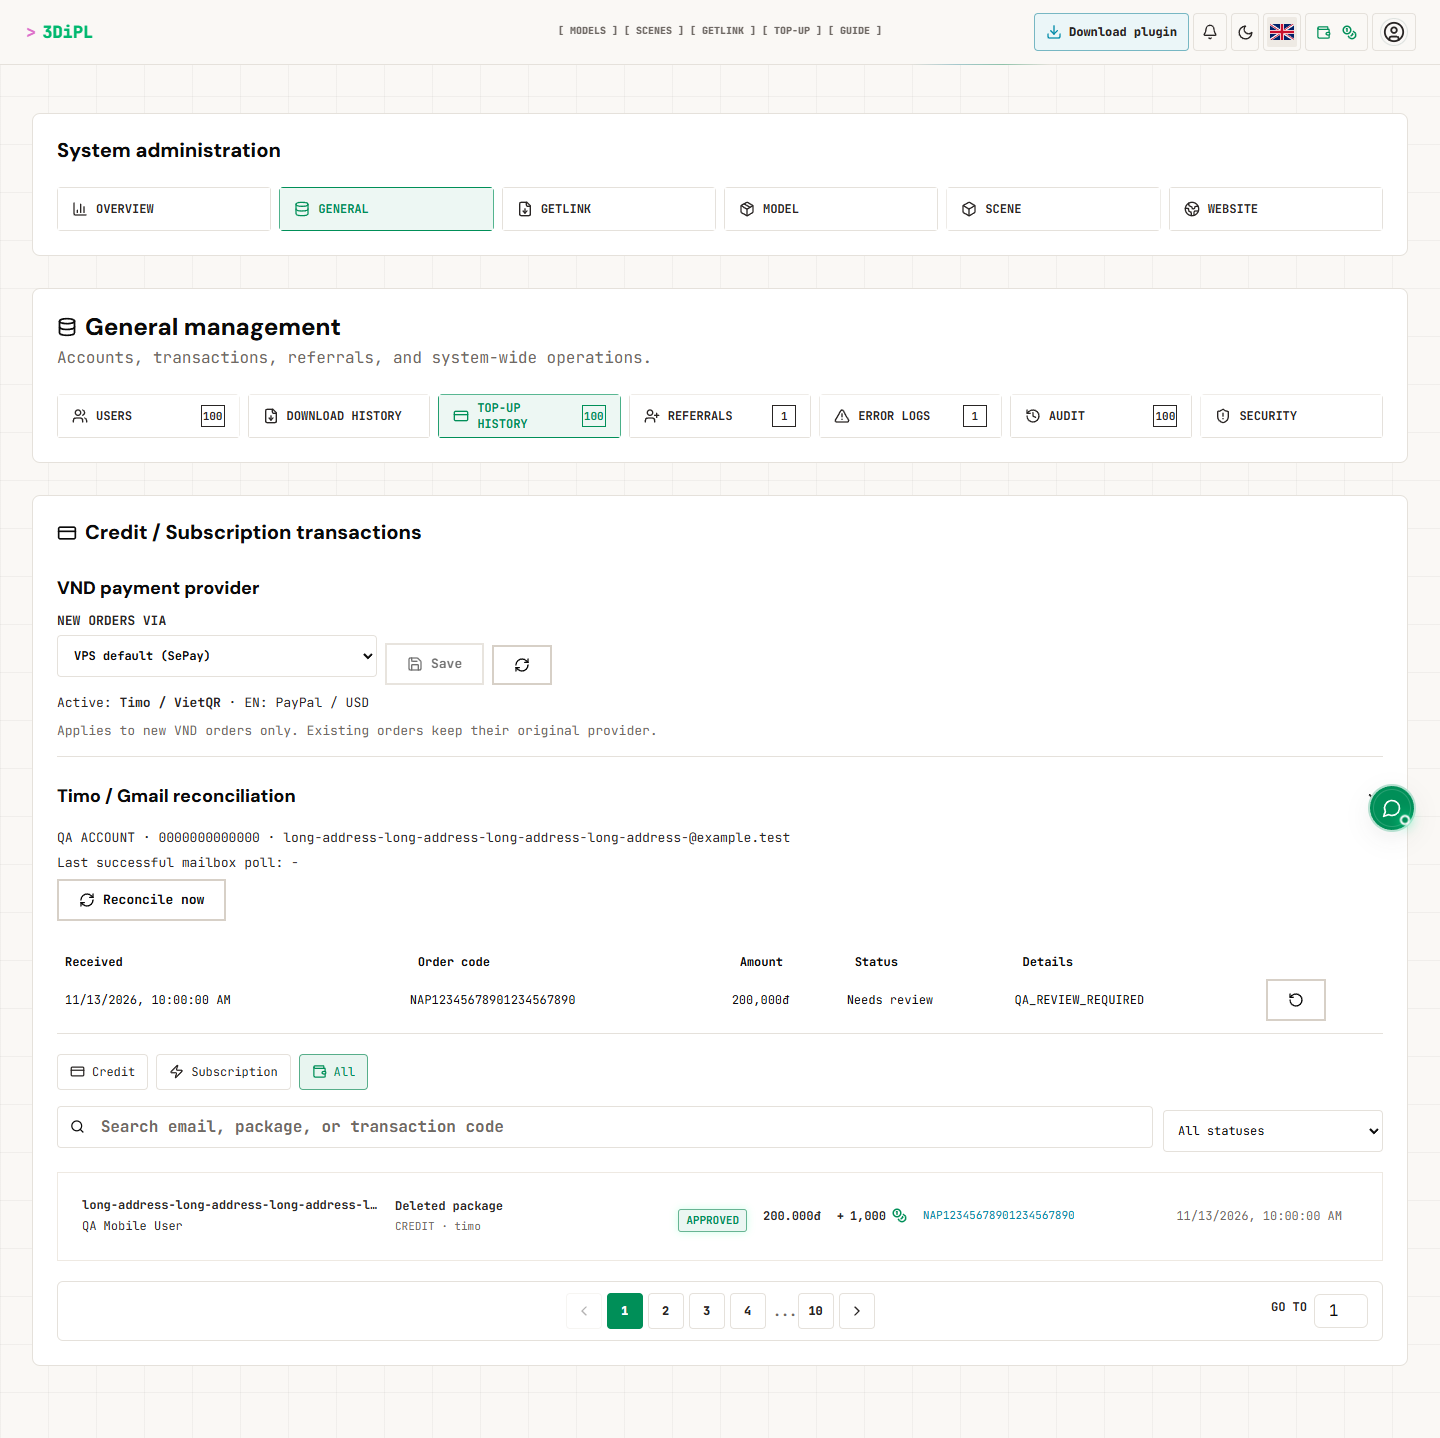 > 3DiPL
[ MODELS ] [ SCENES ] [ GETLINK ] [ TOP-UP ] [ GUIDE ]
Download plugin
System administration
OVERVIEW
GENERAL
GETLINK
MODEL
SCENE
WEBSITE
General management
Accounts, transactions, referrals, and system-wide operations.
USERS 100
DOWNLOAD HISTORY
TOP-UP
HISTORY 100
REFERRALS 1
ERROR LOGS 1
AUDIT 100
SECURITY
Credit / Subscription transactions
VND payment provider
NEW ORDERS VIA
VPS default (SePay)
Save
Active: Timo / VietQR · EN: PayPal / USD
Applies to new VND orders only. Existing orders keep their original provider.
Timo / Gmail reconciliation
QA ACCOUNT · 0000000000000 · long-address-long-address-long-address-long-address-@example.test
Last successful mailbox poll: -
Reconcile now
Received Order code Amount Status Details
11/13/2026, 10:00:00 AM NAP12345678901234567890 200,000đ Needs review QA_REVIEW_REQUIRED
Credit
Subscription
All
Search email, package, or transaction code
All statuses
long-address-long-address-long-address-l…
QA Mobile User
Deleted package
CREDIT · timo
APPROVED
200.000đ
+ 1,000
NAP12345678901234567890
11/13/2026, 10:00:00 AM
1 2 3 4 ... 10
GO TO 1